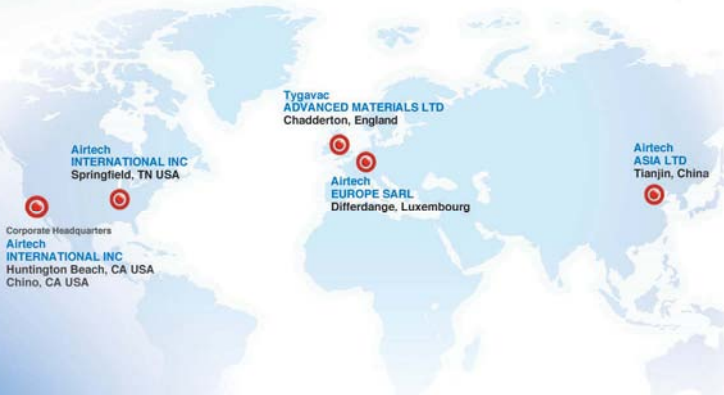 Tygavac
ADVANCED MATERIALS LTD
Chadderton, England
Airtech
INTERNATIONAL INC
Springfield, TN USA
Airtech
ASIA LTD
Tianjin, China
Airtech
EUROPE SARL
Differdange, Luxembourg
Corporate Headquarters
Airtech
INTERNATIONAL INC
Huntington Beach, CA USA
Chino, CA USA